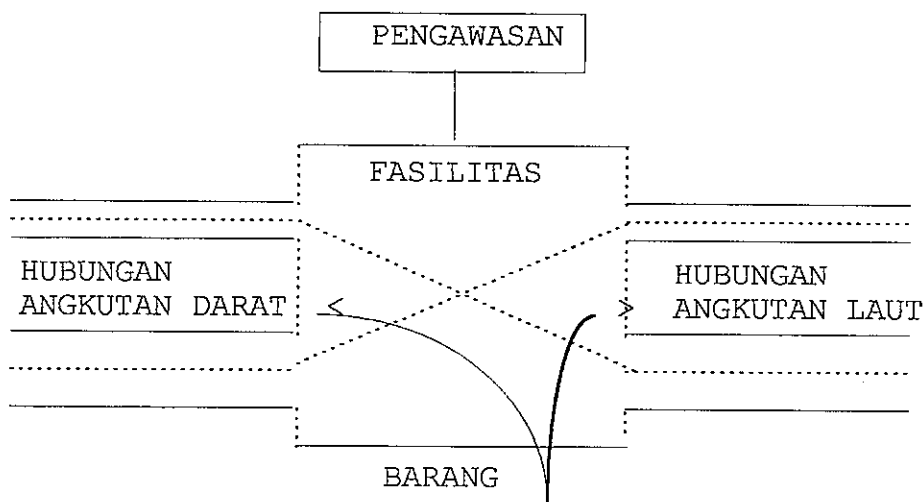 PENGAWASAN
FASILITAS
HUBUNGAN
ANGKUTAN DARAT
HUBUNGAN
ANGKUTAN LAUT
BARANG